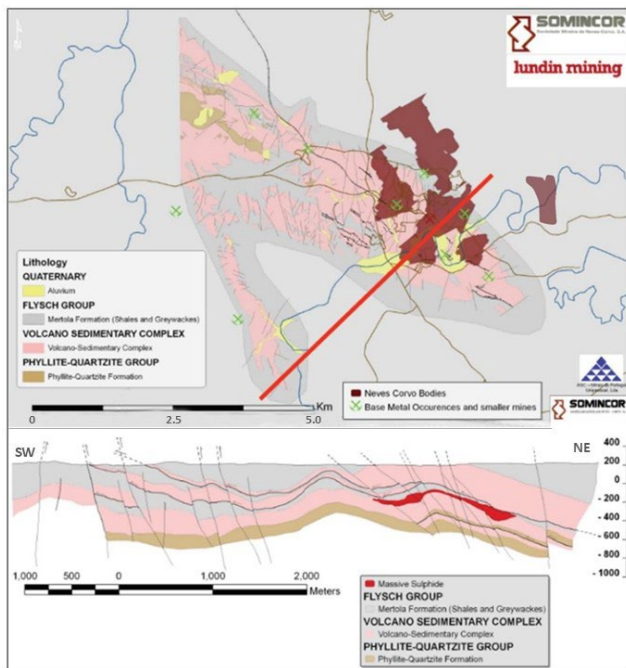 SOMINCOR
Sociedade Mineira de Neves-Corvo, S.A.
lundin mining
Lithology
QUATERNARY
Aluvium
FLYSCH GROUP
Mertola Formation (Shales and Greywackes)
VOLCANO SEDIMENTARY COMPLEX
Volcano-Sedimentary Complex
PHYLLITE-QUARTZITE GROUP
Phyllite-Quartzite Formation
Neves Corvo Bodies
Base Metal Occurences and smaller mines
SOMINCOR
0 2.5 5.0 Km
SW
NE
400
200
0
- 200
- 400
- 600
- 800
- 1000
1,000 500 0 1,000 2,000
Meters
Massive Sulphide
FLYSCH GROUP
Mertola Formation (Shales and Greywackes)
VOLCANO SEDIMENTARY COMPLEX
Volcano-Sedimentary Complex
PHYLLITE-QUARTZITE GROUP
Phyllite-Quartzite Formation